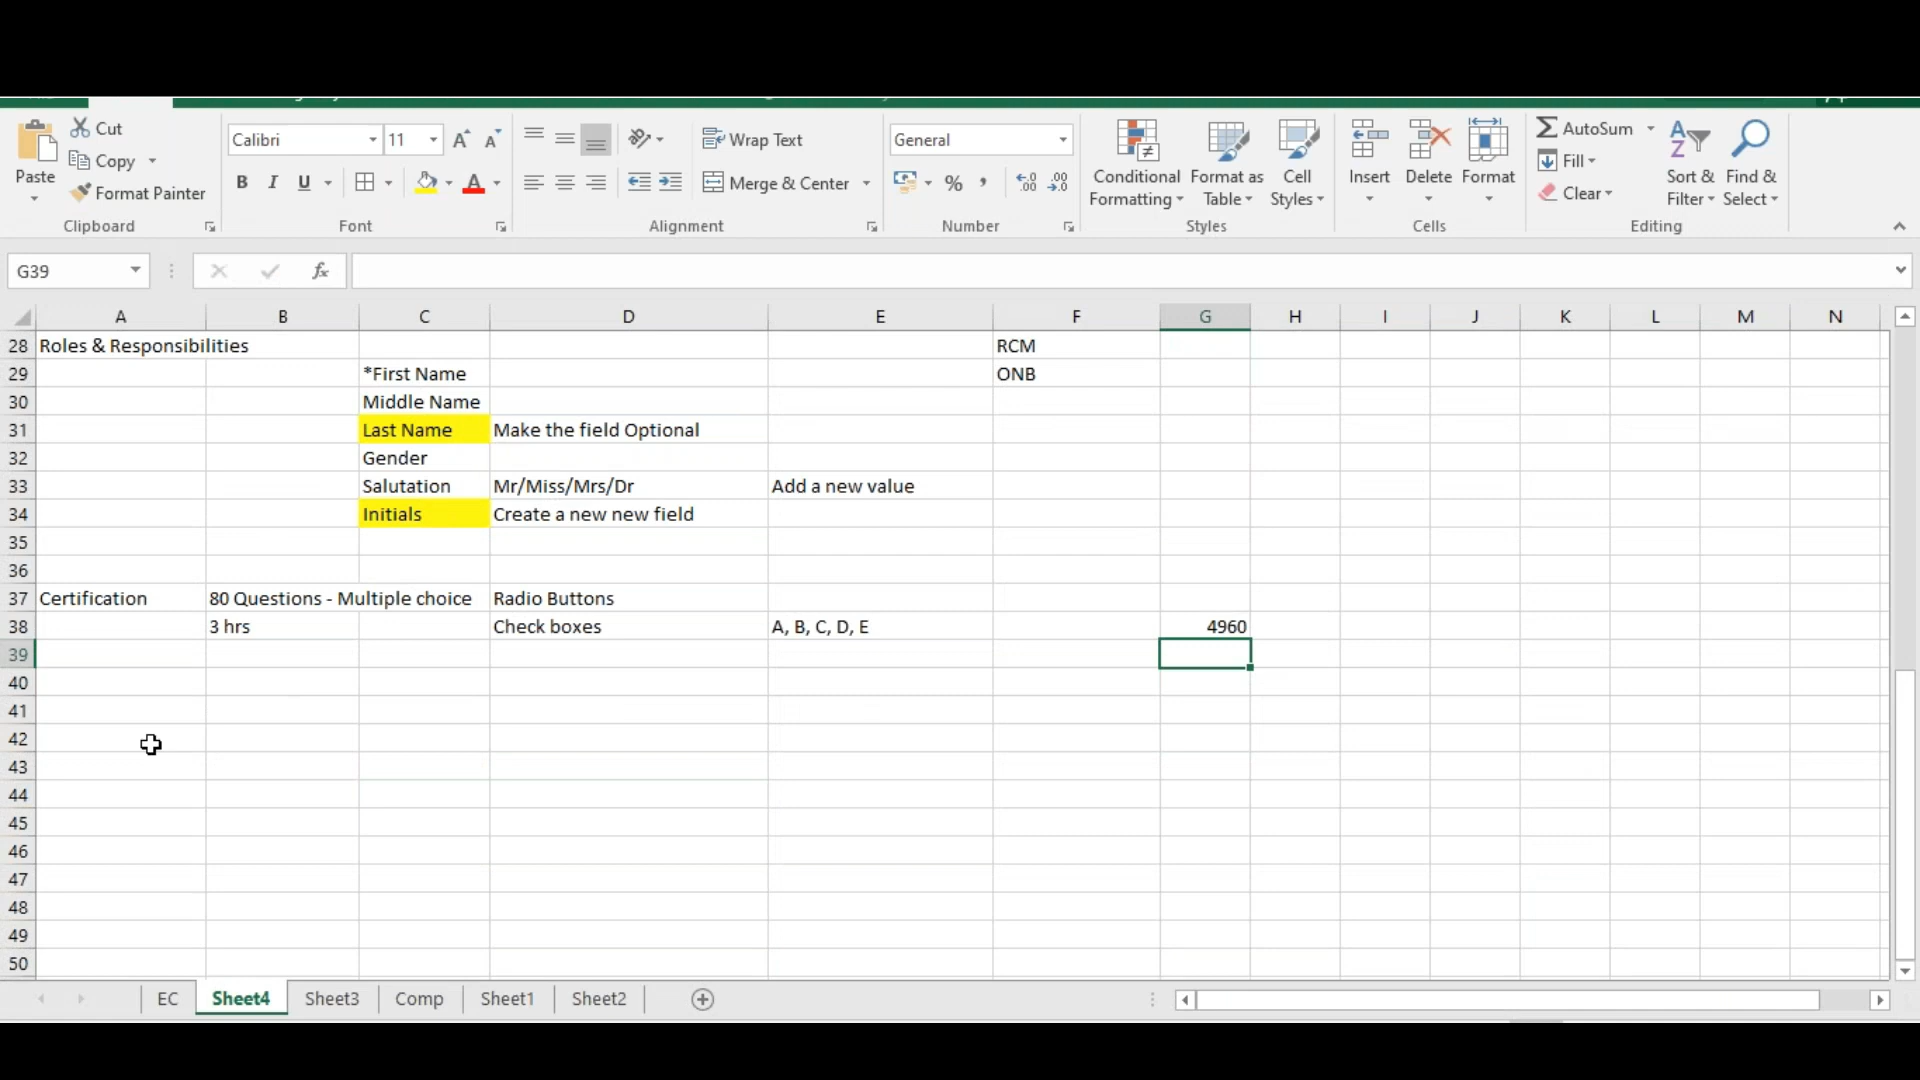 Cut
Calibri 11 Wrap Text General AutoSum
Copy Fill
Paste Conditional Format as Cell Insert Delete Format Sort & Find &
Format Painter B I U Merge & Center % , Formatting Table Styles Clear Filter Select
Clipboard Font Alignment Number Styles Cells Editing
G39 fx
A B C D E F G H I J K L M N
28 Roles & Responsibilities RCM
29 *First Name ONB
30 Middle Name
31 Last Name Make the field Optional
32 Gender
33 Salutation Mr/Miss/Mrs/Dr Add a new value
34 Initials Create a new new field
35
36
37 Certification 80 Questions - Multiple choice Radio Buttons
38 3 hrs Check boxes A, B, C, D, E 4960
39
40
41
42
43
44
45
46
47
48
49
50
EC Sheet4 Sheet3 Comp Sheet1 Sheet2